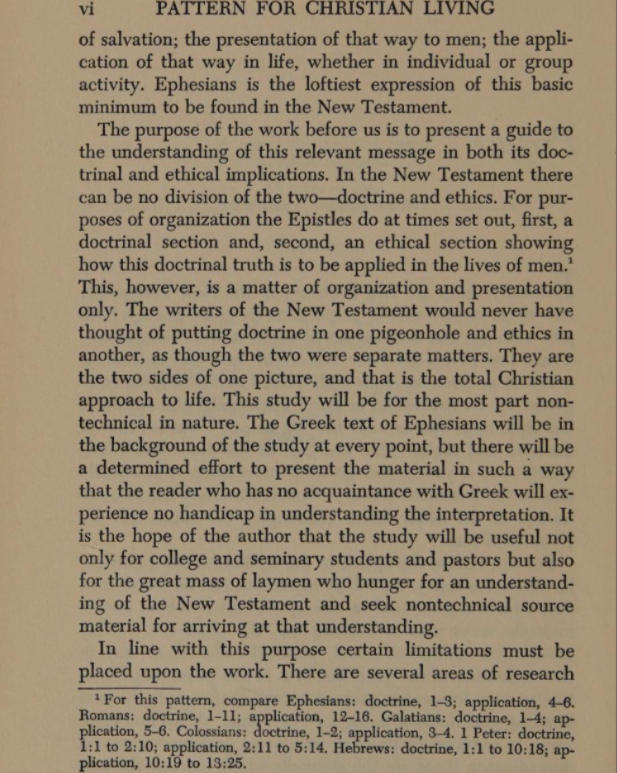 vi PATTERN FOR CHRISTIAN LIVING
of salvation; the presentation of that way to men; the appli-
cation of that way in life, whether in individual or group
activity. Ephesians is the loftiest expression of this basic
minimum to be found in the New Testament.
The purpose of the work before us is to present a guide to
the understanding of this relevant message in both its doc-
trinal and ethical implications. In the New Testament there
can be no division of the two—doctrine and ethics. For pur-
poses of organization the Epistles do at times set out, first, a
doctrinal section and, second, an ethical section showing
how this doctrinal truth is to be applied in the lives of men.¹
This, however, is a matter of organization and presentation
only. The writers of the New Testament would never have
thought of putting doctrine in one pigeonhole and ethics in
another, as though the two were separate matters. They are
the two sides of one picture, and that is the total Christian
approach to life. This study will be for the most part non-
technical in nature. The Greek text of Ephesians will be in
the background of the study at every point, but there will be
a determined effort to present the material in such a way
that the reader who has no acquaintance with Greek will ex-
perience no handicap in understanding the interpretation. It
is the hope of the author that the study will be useful not
only for college and seminary students and pastors but also
for the great mass of laymen who hunger for an understand-
ing of the New Testament and seek nontechnical source
material for arriving at that understanding.
In line with this purpose certain limitations must be
placed upon the work. There are several areas of research
¹ For this pattern, compare Ephesians: doctrine, 1–3; application, 4–6.
Romans: doctrine, 1–11; application, 12–16. Galatians: doctrine, 1–4; ap-
plication, 5–6. Colossians: doctrine, 1–2; application, 3–4. 1 Peter: doctrine,
1:1 to 2:10; application, 2:11 to 5:14. Hebrews: doctrine, 1:1 to 10:18; ap-
plication, 10:19 to 13:25.